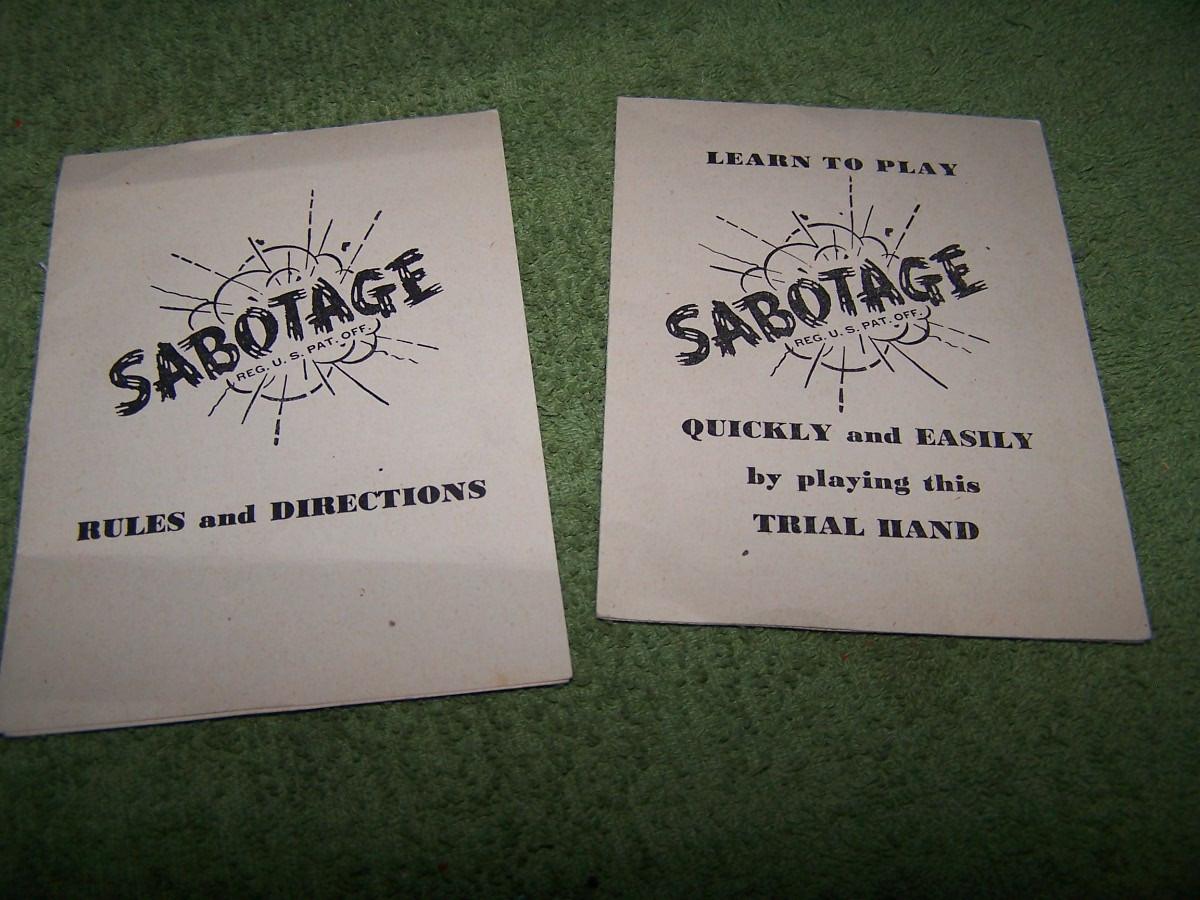 SABOTAGE
REG. U. S. PAT. OFF.
RULES and DIRECTIONS
LEARN TO PLAY
SABOTAGE
REG. U. S. PAT. OFF.
QUICKLY and EASILY
by playing this
TRIAL HAND